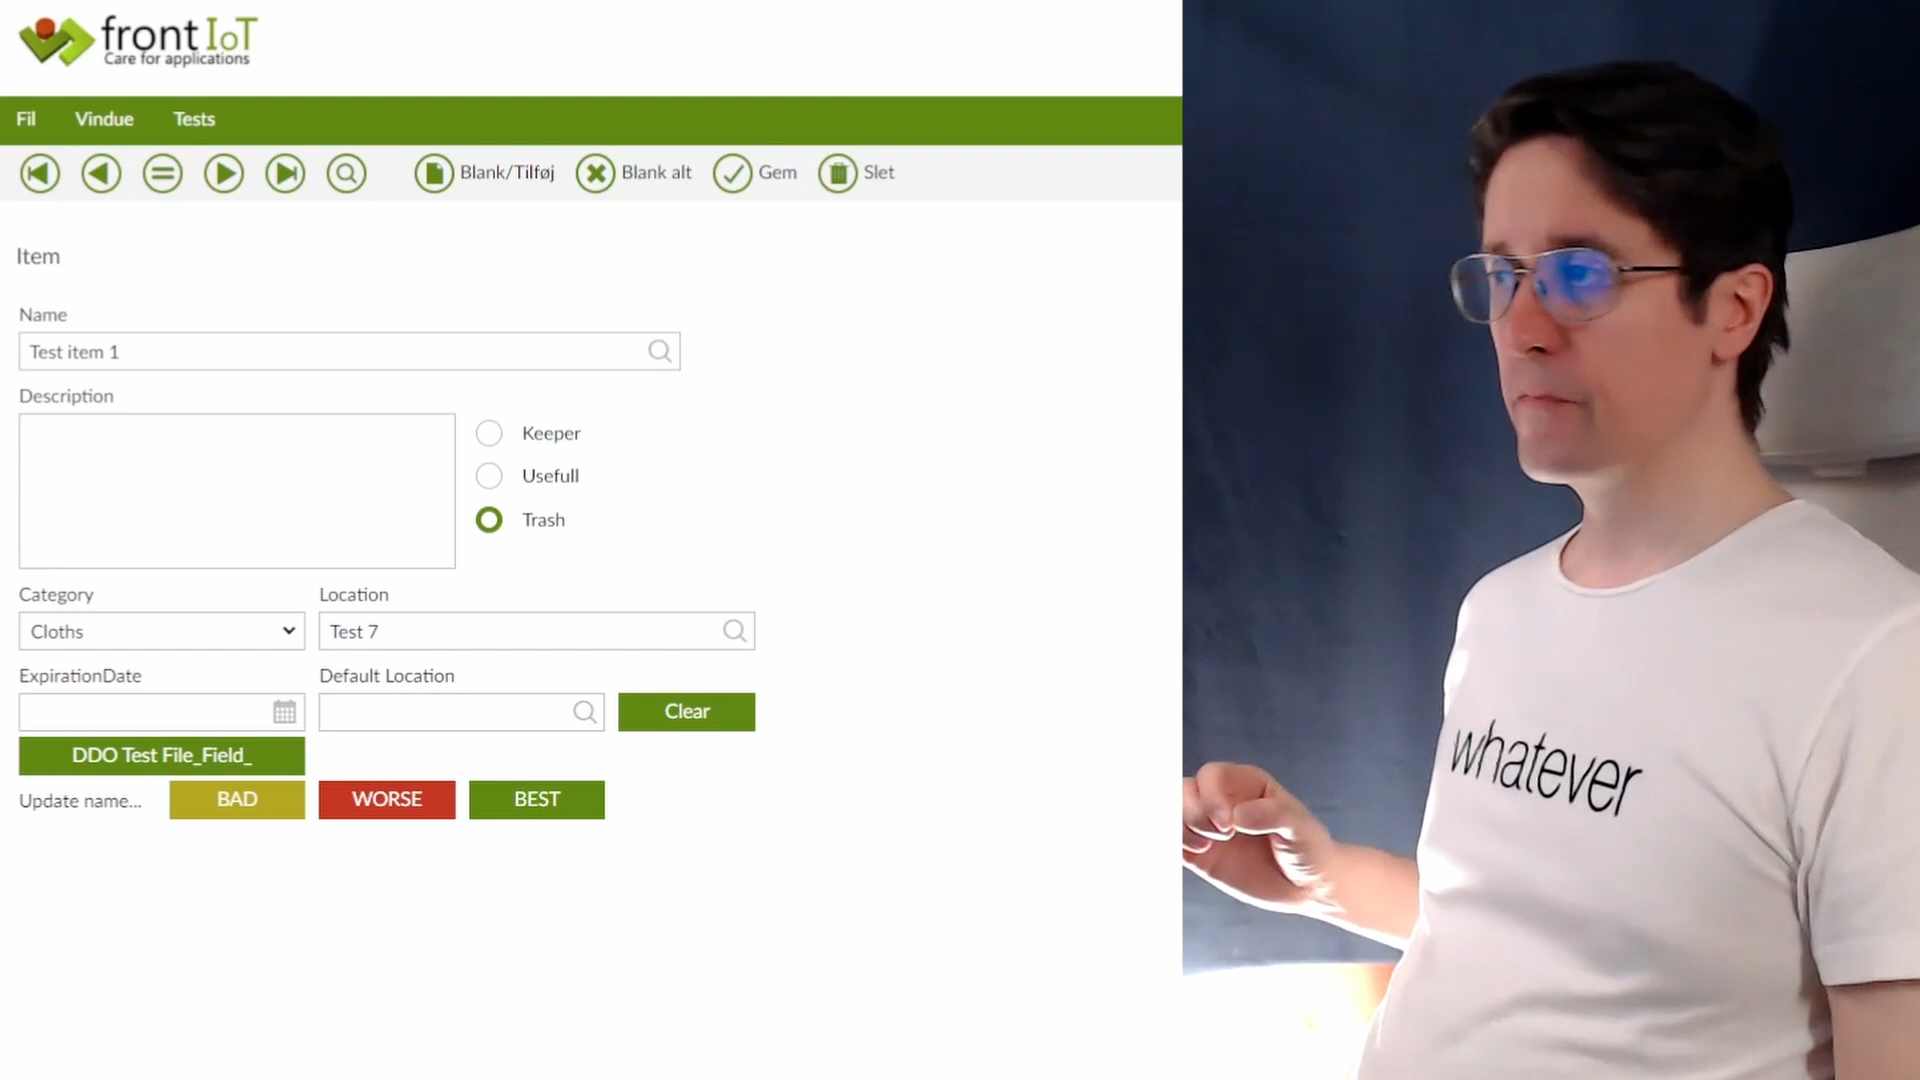 front IoT
Care for applications
Fil Vindue Tests
Blank/Tilføj Blank alt Gem Slet
Item
Name
Test item 1
Description
Keeper
Usefull
Trash
Category Location
Cloths Test 7
ExpirationDate Default Location
Clear
DDO Test File_Field_
Update name... BAD WORSE BEST
whatever